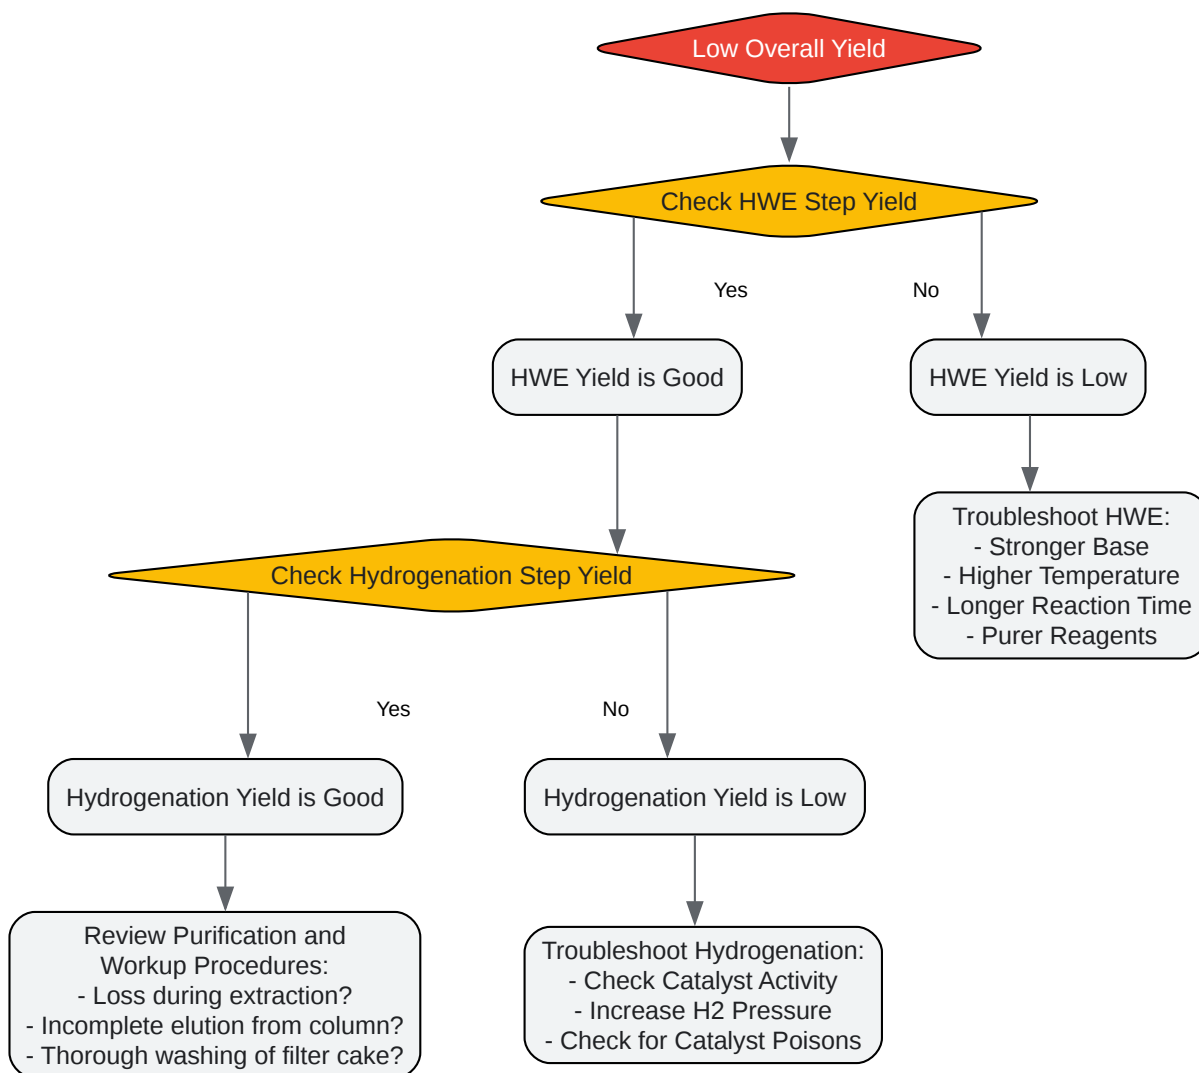 Low Overall Yield
Check HWE Step Yield
Yes
No
HWE Yield is Good
HWE Yield is Low
Troubleshoot HWE:
- Stronger Base
- Higher Temperature
- Longer Reaction Time
- Purer Reagents
Check Hydrogenation Step Yield
Yes
No
Hydrogenation Yield is Good
Hydrogenation Yield is Low
Review Purification and
Workup Procedures:
- Loss during extraction?
- Incomplete elution from column?
- Thorough washing of filter cake?
Troubleshoot Hydrogenation:
- Check Catalyst Activity
- Increase H2 Pressure
- Check for Catalyst Poisons